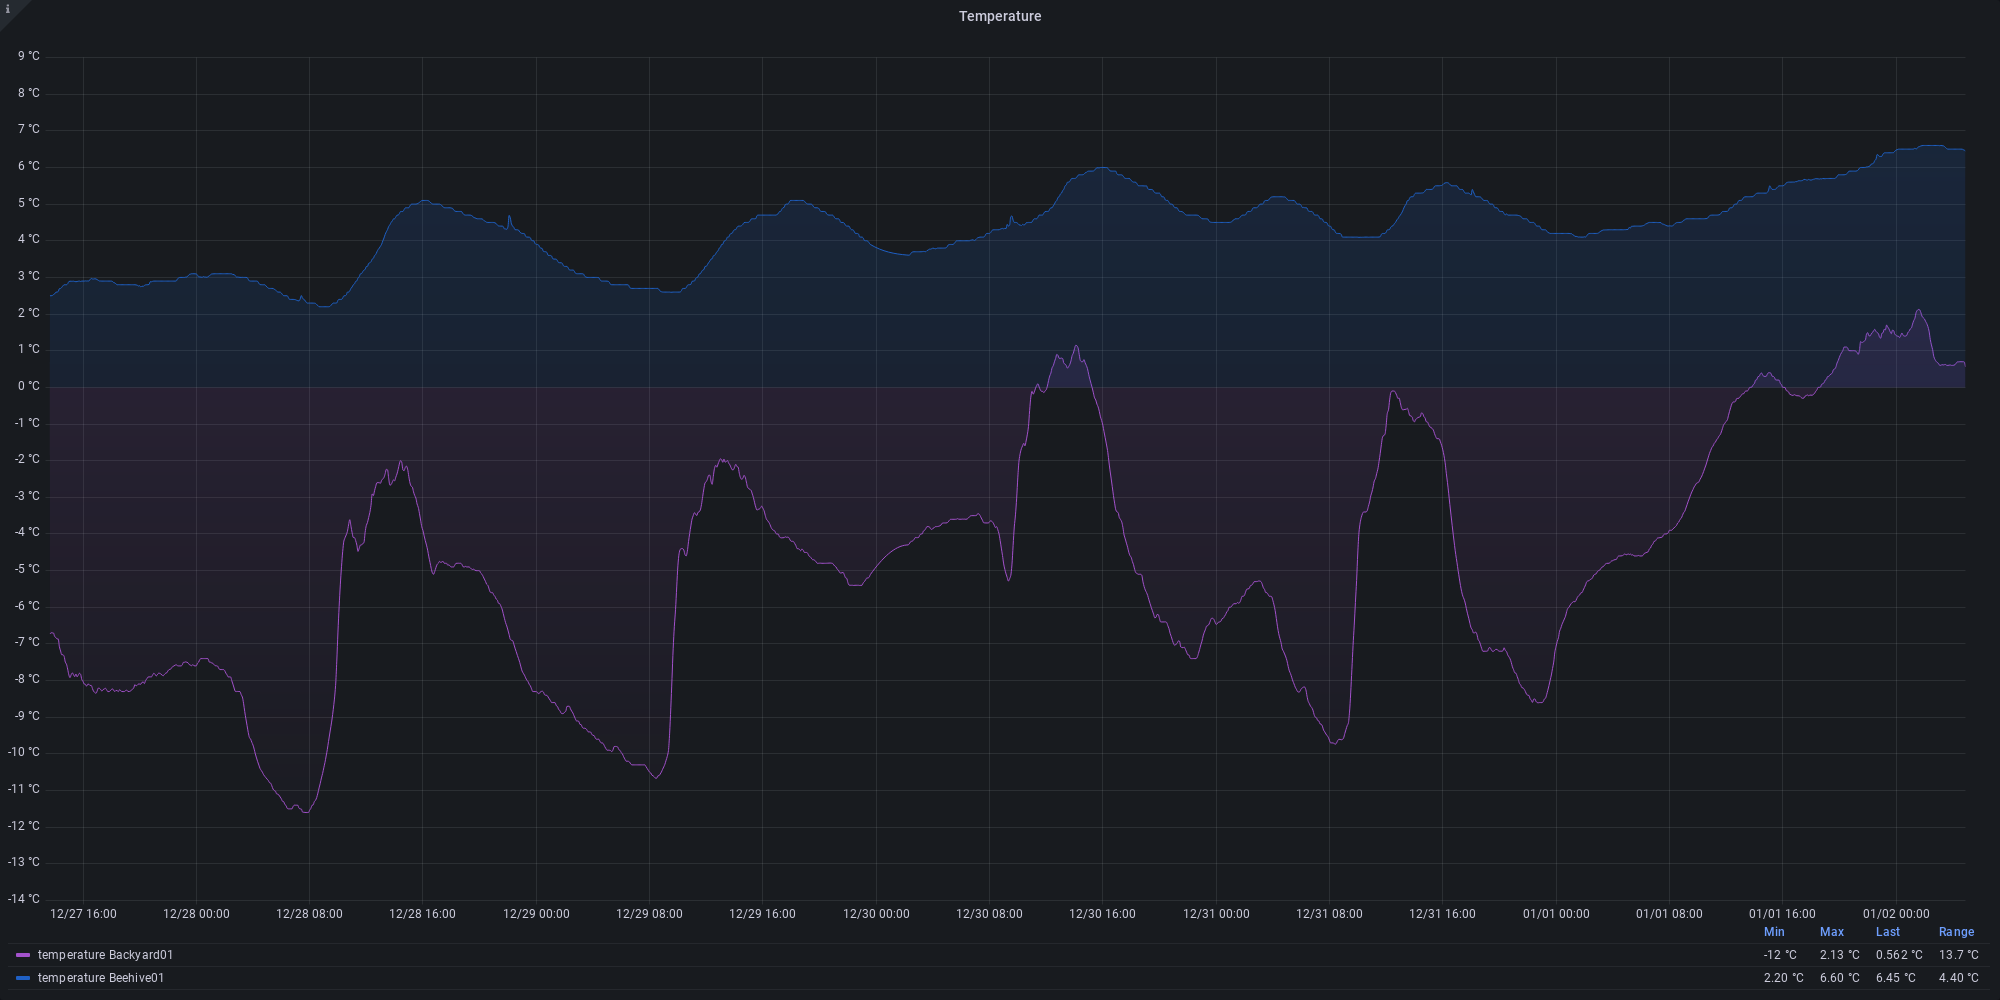 i
Temperature
9 °C
8 °C
7 °C
6 °C
5 °C
4 °C
3 °C
2 °C
1 °C
0 °C
-1 °C
-2 °C
-3 °C
-4 °C
-5 °C
-6 °C
-7 °C
-8 °C
-9 °C
-10 °C
-11 °C
-12 °C
-13 °C
-14 °C
12/27 16:00 12/28 00:00 12/28 08:00 12/28 16:00 12/29 00:00 12/29 08:00 12/29 16:00 12/30 00:00 12/30 08:00 12/30 16:00 12/31 00:00 12/31 08:00 12/31 16:00 01/01 00:00 01/01 08:00 01/01 16:00 01/02 00:00
Min Max Last Range
temperature Backyard01 -12 °C 2.13 °C 0.562 °C 13.7 °C
temperature Beehive01 2.20 °C 6.60 °C 6.45 °C 4.40 °C